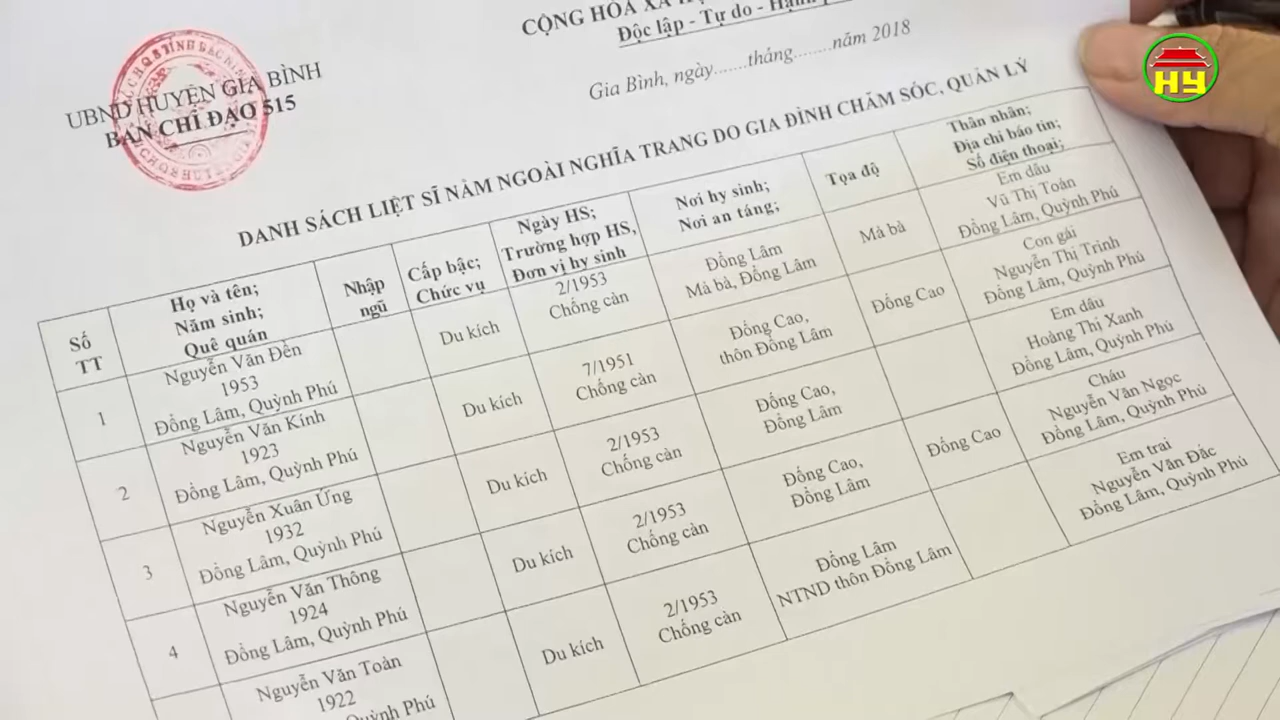 CỘNG HÒA XÃ
Độc lập - Tự do - Hạnh
HY
UBND HUYỆN GIA BÌNH
BAN CHỈ ĐẠO 515
Gia Bình, ngày.......tháng........năm 2018
DANH SÁCH LIỆT SĨ NẰM NGOÀI NGHĨA TRANG DO GIA ĐÌNH CHĂM SÓC, QUẢN LÝ
Số
TT
Họ và tên;
Năm sinh;
Quê quán
Nhập
ngũ
Cấp bậc;
Chức vụ
Ngày HS;
Trường hợp HS,
Đơn vị hy sinh
Nơi hy sinh;
Nơi an táng;
Tọa độ
Thân nhân;
Địa chỉ báo tin;
Số điện thoại;
1
Nguyễn Văn Đền
1953
Đồng Lâm, Quỳnh Phú
Du kích
2/1953
Chống càn
Đồng Lâm
Mả bà, Đồng Lâm
Mả bà
Em dâu
Vũ Thị Toàn
Đồng Lâm, Quỳnh Phú
2
Nguyễn Văn Kính
1923
Đồng Lâm, Quỳnh Phú
Du kích
7/1951
Chống càn
Đồng Cao,
thôn Đồng Lâm
Đồng Cao
Con gái
Nguyễn Thị Trinh
Đồng Lâm, Quỳnh Phú
3
Nguyễn Xuân Ứng
1932
Đồng Lâm, Quỳnh Phú
Du kích
2/1953
Chống càn
Đồng Cao,
Đồng Lâm
Em dâu
Hoàng Thị Xanh
Đồng Lâm, Quỳnh Phú
4
Nguyễn Văn Thông
1924
Đồng Lâm, Quỳnh Phú
Du kích
2/1953
Chống càn
Đồng Cao,
Đồng Lâm
Đồng Cao
Cháu
Nguyễn Văn Ngọc
Đồng Lâm, Quỳnh Phú
Nguyễn Văn Toàn
1922
Quỳnh Phú
Du kích
2/1953
Chống càn
Đồng Lâm
NTND thôn Đồng Lâm
Em trai
Nguyễn Văn Đắc
Đồng Lâm, Quỳnh Phú